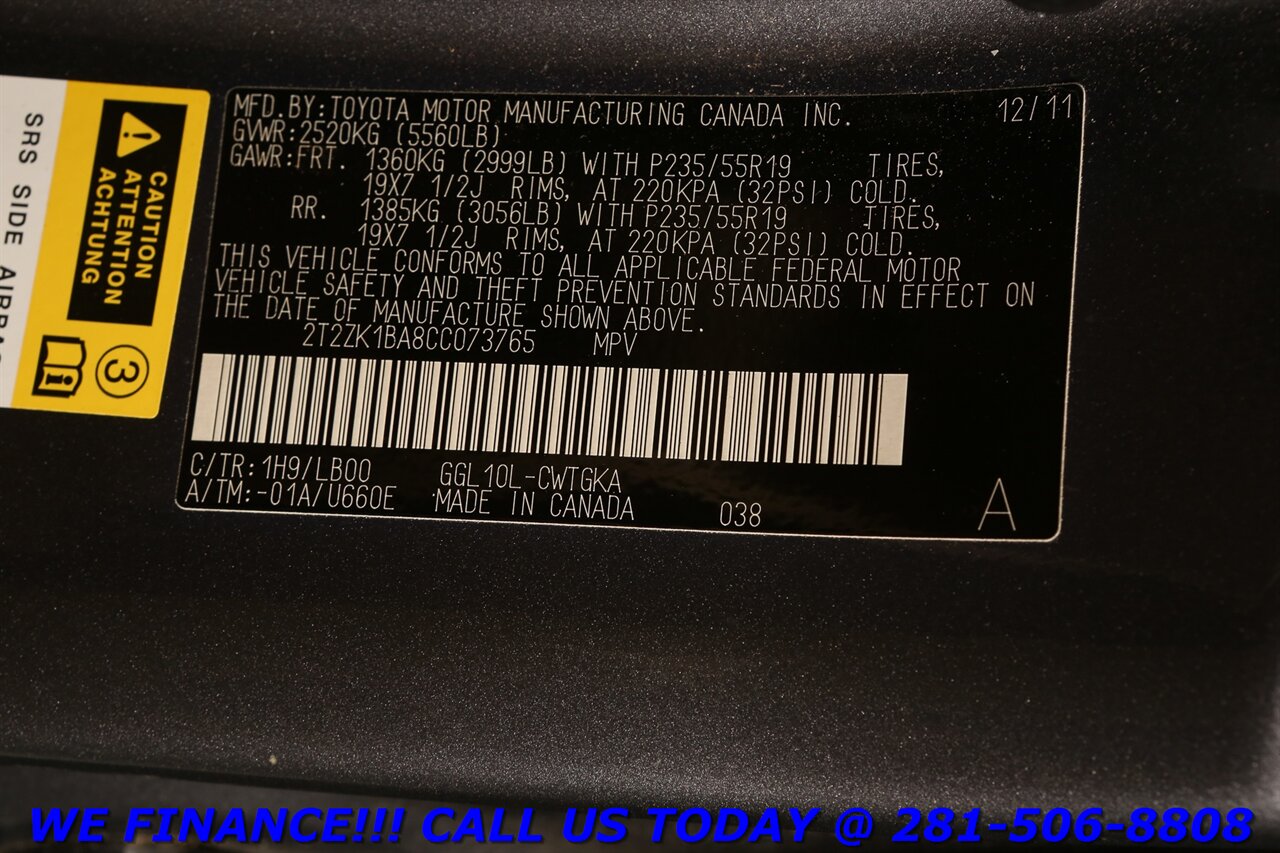 SRS SIDE AIRBAG
CAUTION
ATTENTION
ACHTUNG
3
MFD.BY:TOYOTA MOTOR MANUFACTURING CANADA INC. 12/11
GVWR:2520KG (5560LB)
GAWR:FRT. 1360KG (2999LB) WITH P235/55R19 TIRES,
19X7 1/2J RIMS, AT 220KPA (32PSI) COLD.
RR. 1385KG (3056LB) WITH P235/55R19 TIRES,
19X7 1/2J RIMS, AT 220KPA (32PSI) COLD.
THIS VEHICLE CONFORMS TO ALL APPLICABLE FEDERAL MOTOR
VEHICLE SAFETY AND THEFT PREVENTION STANDARDS IN EFFECT ON
THE DATE OF MANUFACTURE SHOWN ABOVE.
2T2ZK1BA8CC073765 MPV
C/TR:1H9/LB00 GGL10L-CWTGKA
A/TM:-01A/U660E MADE IN CANADA 038 A
WE FINANCE!!! CALL US TODAY @ 281-506-8808